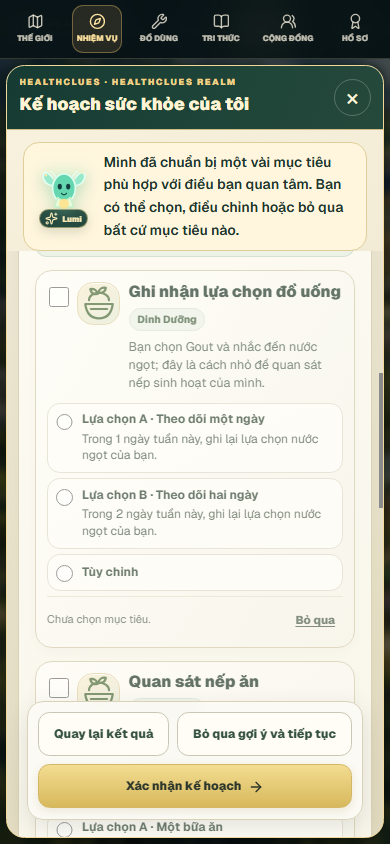 THẾ GIỚI
NHIỆM VỤ
ĐỒ DÙNG
TRI THỨC
CỘNG ĐỒNG
HỒ SƠ
HEALTHCLUES · HEALTHCLUES REALM
Kế hoạch sức khỏe của tôi
Lumi
Mình đã chuẩn bị một vài mục tiêu
phù hợp với điều bạn quan tâm. Bạn
có thể chọn, điều chỉnh hoặc bỏ qua
bất cứ mục tiêu nào.
Ghi nhận lựa chọn đồ uống
Dinh Dưỡng
Bạn chọn Gout và nhắc đến nước
ngọt; đây là cách nhỏ để quan sát
nếp sinh hoạt của mình.
Lựa chọn A · Theo dõi một ngày
Trong 1 ngày tuần này, ghi lại lựa chọn nước
ngọt của bạn.
Lựa chọn B · Theo dõi hai ngày
Trong 2 ngày tuần này, ghi lại lựa chọn nước
ngọt của bạn.
Tùy chỉnh
Chưa chọn mục tiêu.
Bỏ qua
Quan sát nếp ăn
Quay lại kết quả
Bỏ qua gợi ý và tiếp tục
Xác nhận kế hoạch →
Lựa chọn A · Một bữa ăn